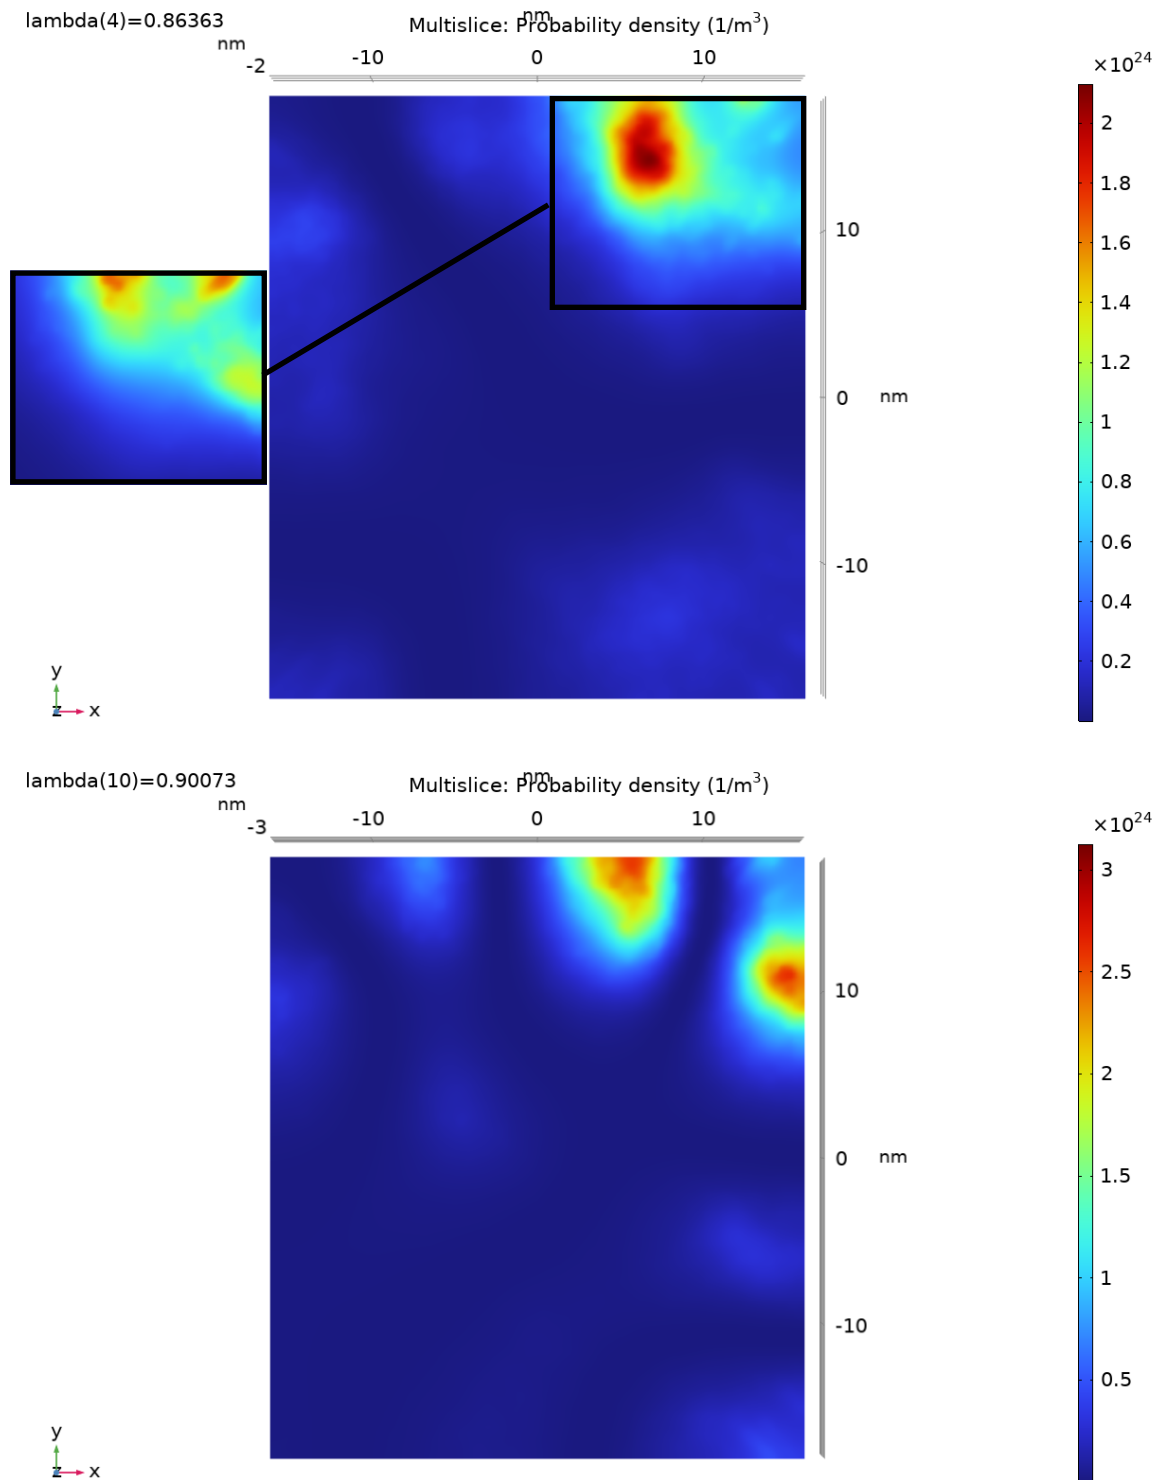 lambda(4)=0.86363
nm
Multislice: Probability density (1/m³)
nm
-2
-10
0
10
×10²⁴
2
1.8
1.6
1.4
1.2
1
0.8
0.6
0.4
0.2
10
0
nm
-10
y
z
x
lambda(10)=0.90073
nm
Multislice: Probability density (1/m³)
nm
-3
-10
0
10
×10²⁴
3
2.5
2
1.5
1
0.5
10
0
nm
-10
y
z
x